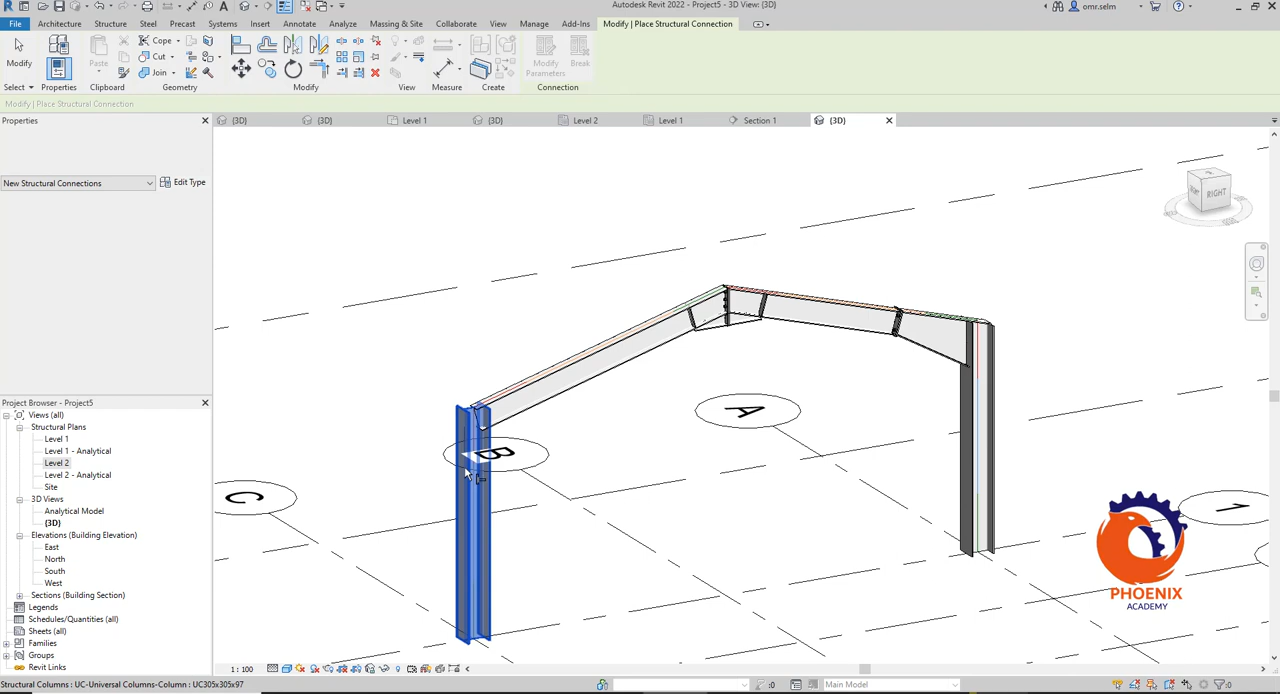 Autodesk Revit 2022 - Project5 - 3D View: {3D}
omr.selm
File Architecture Structure Steel Precast Systems Insert Annotate Analyze Massing & Site Collaborate View Manage Add-Ins Modify | Place Structural Connection
Modify
Paste
Cope
Cut
Join
Modify Parameters
Break
Select Properties Clipboard Geometry Modify View Measure Create Connection
Modify | Place Structural Connection
Properties
{3D} {3D} Level 1 {3D} Level 2 Level 1 Section 1 {3D}
New Structural Connections
Edit Type
RIGHT
A
B
C
1
Project Browser - Project5
Views (all)
Structural Plans
Level 1
Level 1 - Analytical
Level 2
Level 2 - Analytical
Site
3D Views
Analytical Model
{3D}
Elevations (Building Elevation)
East
North
South
West
Sections (Building Section)
Legends
Schedules/Quantities (all)
Sheets (all)
Families
Groups
Revit Links
PHOENIX
ACADEMY
1 : 100
Structural Columns : UC-Universal Columns-Column : UC305x305x97
:0
Main Model
:0